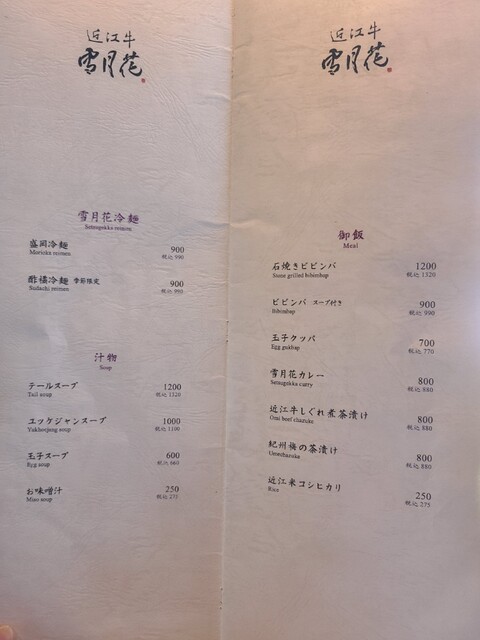 近江牛
雪月花
雪月花冷麺
Setsugekka reimen
盛岡冷麺 900
Morioka reimen 税込 990
酢橘冷麺 季節限定 900
Sudachi reimen 税込 990
汁物
Soup
テールスープ 1200
Tail soup 税込 1320
ユッケジャンスープ 1000
Yukkejang soup 税込 1100
玉子スープ 600
Egg soup 税込 660
お味噌汁 250
Miso soup 税込 275
近江牛
雪月花
御飯
Meal
石焼きビビンバ 1200
Stone grilled bibimbap 税込 1320
ビビンバ スープ付き 900
Bibimbap 税込 990
玉子クッパ 700
Egg gukbap 税込 770
雪月花カレー 800
Setsugekka curry 税込 880
近江牛しぐれ煮茶漬け 800
Omi beef chazuke 税込 880
紀州梅の茶漬け 800
Umechazuke 税込 880
近江米コシヒカリ 250
Rice 税込 275